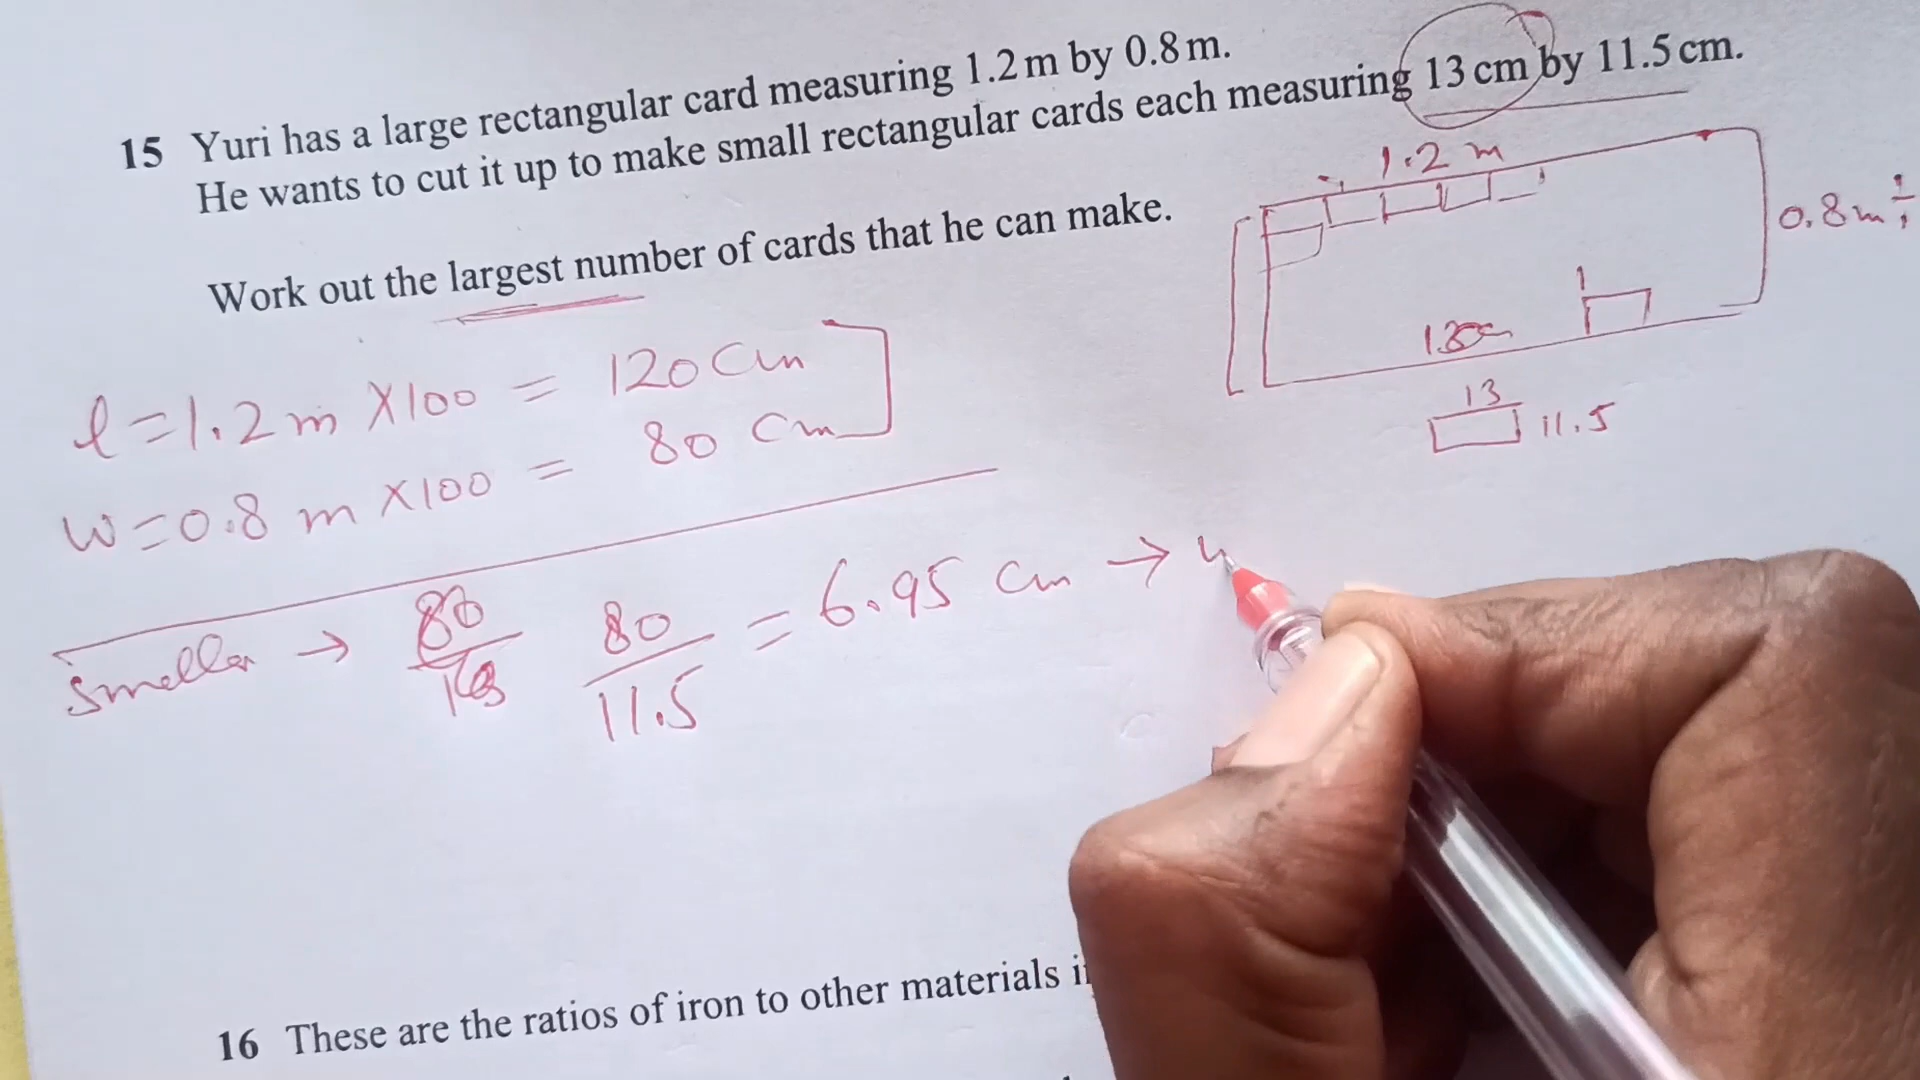 15 Yuri has a large rectangular card measuring 1.2 m by 0.8 m.
He wants to cut it up to make small rectangular cards each measuring 13 cm by 11.5 cm.
Work out the largest number of cards that he can make.
1.2 m
0.8 m
13 cm
13
11.5
l = 1.2 m × 100 = 120 cm
w = 0.8 m × 100 = 80 cm
smaller → 80 80/11.5 = 6.95 cm →
16 These are the ratios of iron to other materials